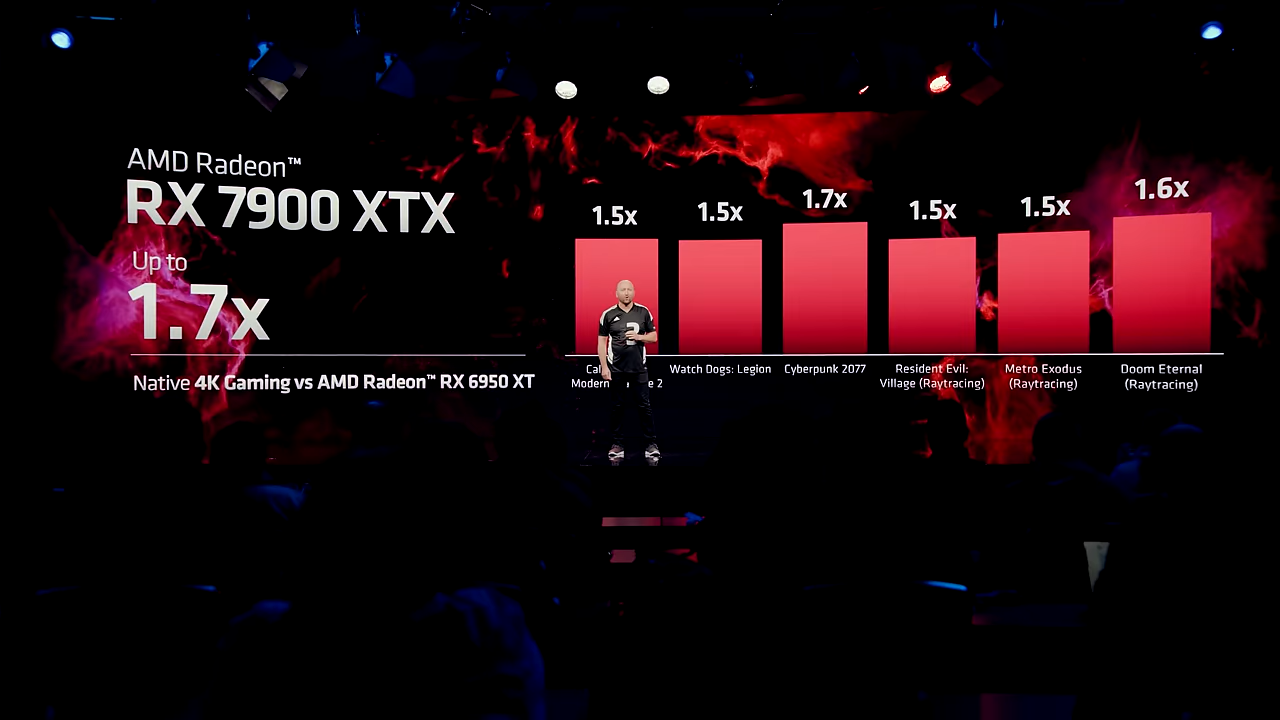 AMD Radeon™
RX 7900 XTX
Up to
1.7x
Native 4K Gaming vs AMD Radeon™ RX 6950 XT
1.5x
1.5x
1.7x
1.5x
1.5x
1.6x
Modern 2
Watch Dogs: Legion
Cyberpunk 2077
Resident Evil:
Village (Raytracing)
Metro Exodus
(Raytracing)
Doom Eternal
(Raytracing)